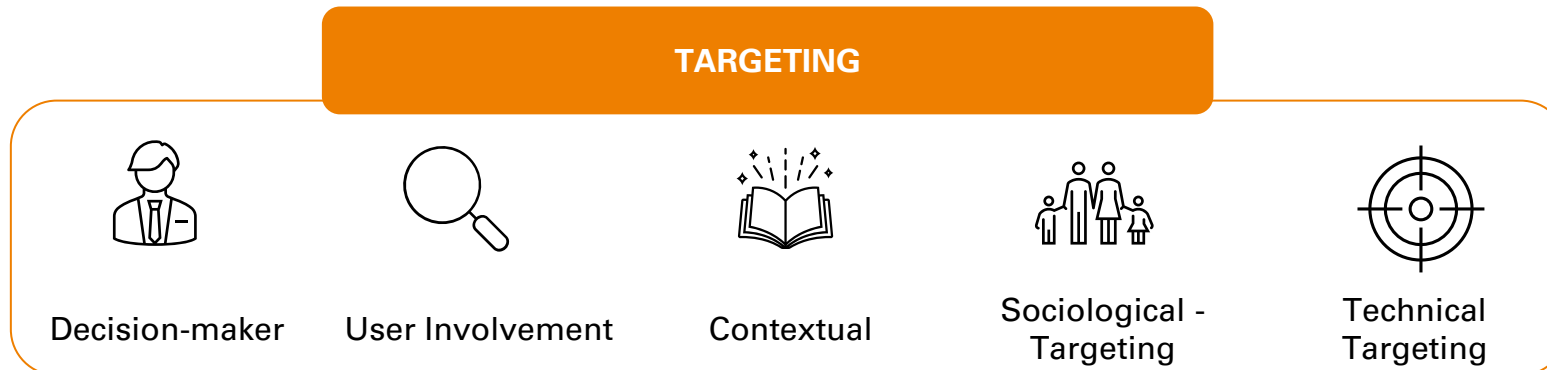 TARGETING
Decision-maker
User Involvement
Contextual
Sociological -
Targeting
Technical
Targeting